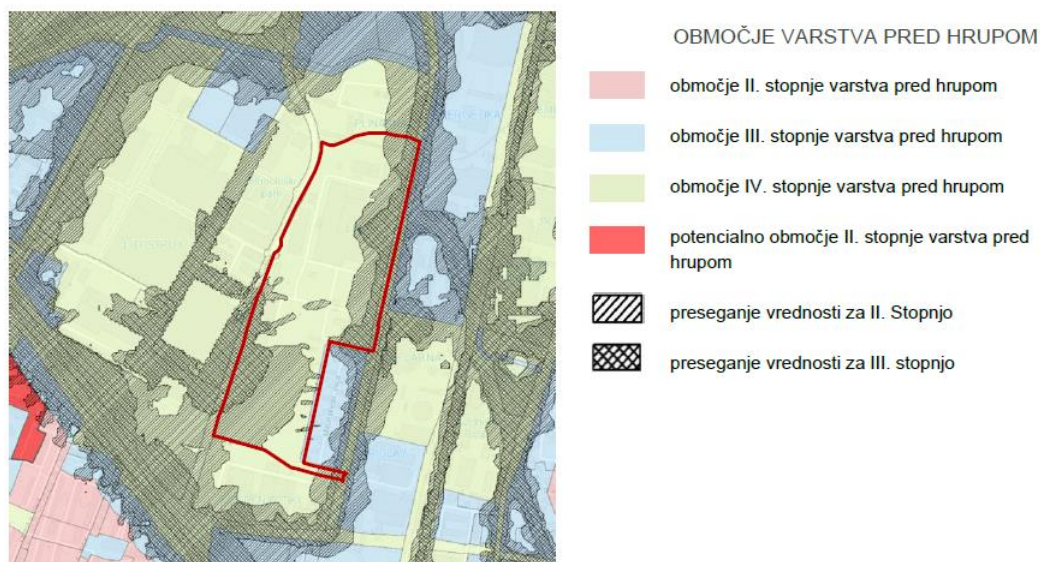 OBMOČJE VARSTVA PRED HRUPOM
območje II. stopnje varstva pred hrupom
območje III. stopnje varstva pred hrupom
območje IV. stopnje varstva pred hrupom
potencialno območje II. stopnje varstva pred
hrupom
preseganje vrednosti za II. Stopnjo
preseganje vrednosti za III. stopnjo